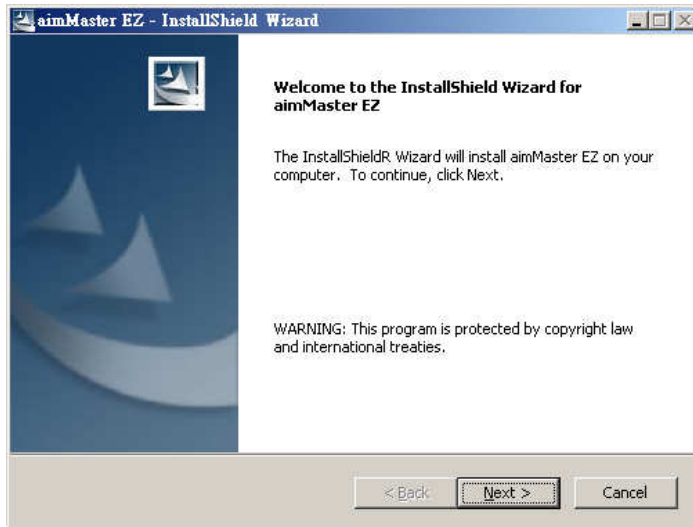 aimMaster EZ - InstallShield Wizard
Welcome to the InstallShield Wizard for
aimMaster EZ
The InstallShieldR Wizard will install aimMaster EZ on your
computer. To continue, click Next.
WARNING: This program is protected by copyright law
and international treaties.
< Back
Next >
Cancel